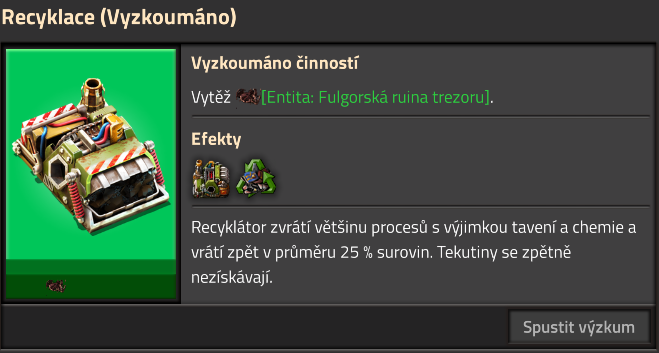 Recyklace (Vyzkoumáno)
Vyzkoumáno činností
Vytěž [Entita: Fulgorská ruina trezoru].
Efekty
Recyklátor zvrátí většinu procesů s výjimkou tavení a chemie a
vrátí zpět v průměru 25 % surovin. Tekutiny se zpětně
nezískávají.
Spustit výzkum